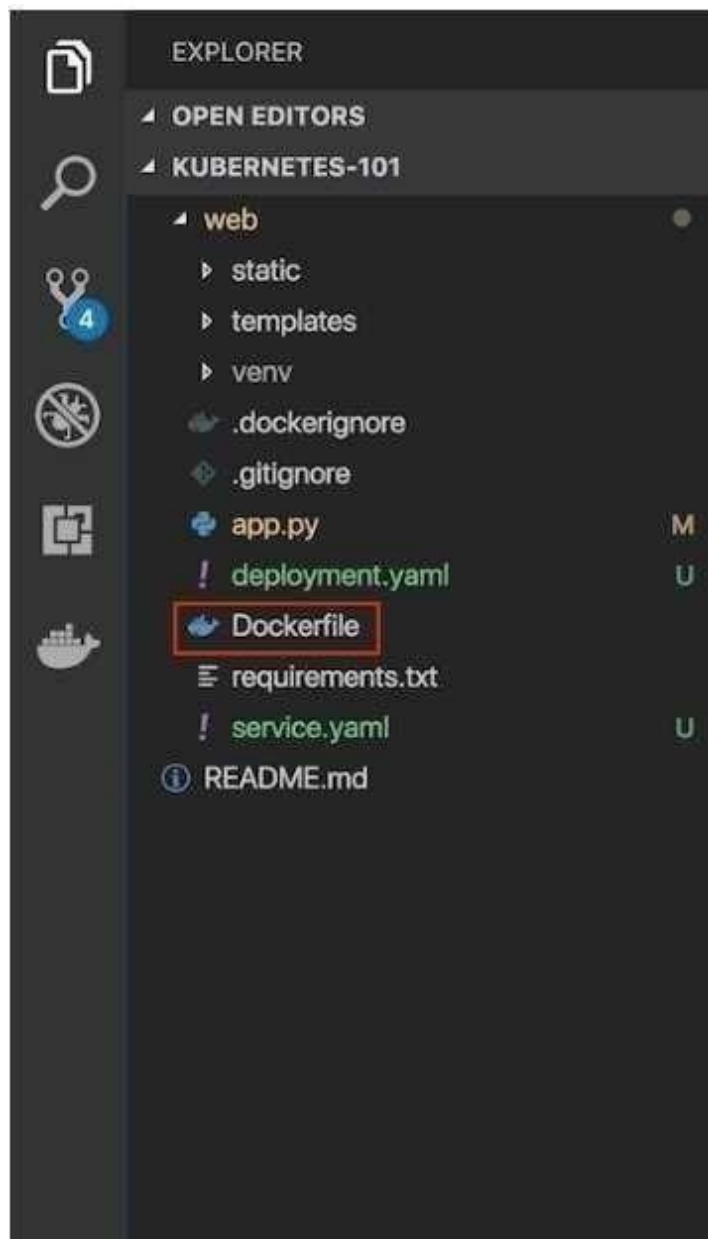 EXPLORER
OPEN EDITORS
KUBERNETES-101
web
static
templates
4
venv
.dockerignore
.gitignore
app.py M
deployment.yaml U
Dockerfile
requirements.txt
service.yaml U
README.md